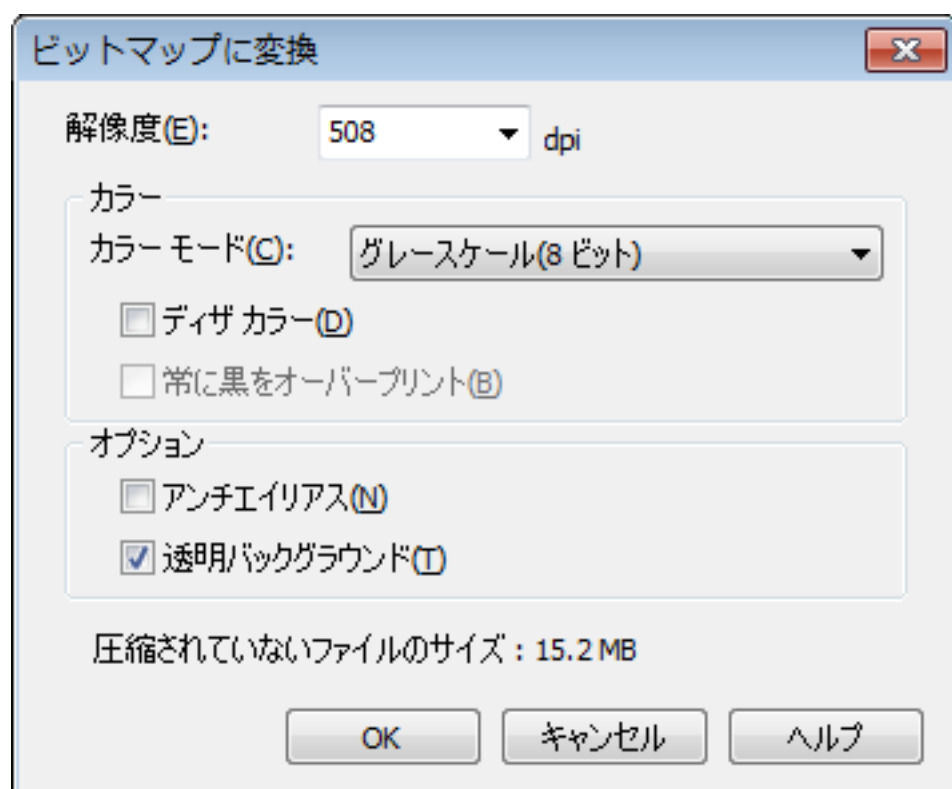 ビットマップに変換
解像度(E): 508 dpi
カラー
カラー モード(C): グレースケール(8 ビット)
ディザ カラー(D)
常に黒をオーバープリント(B)
オプション
アンチエイリアス(N)
透明バックグラウンド(T)
圧縮されていないファイルのサイズ : 15.2 MB
OK キャンセル ヘルプ